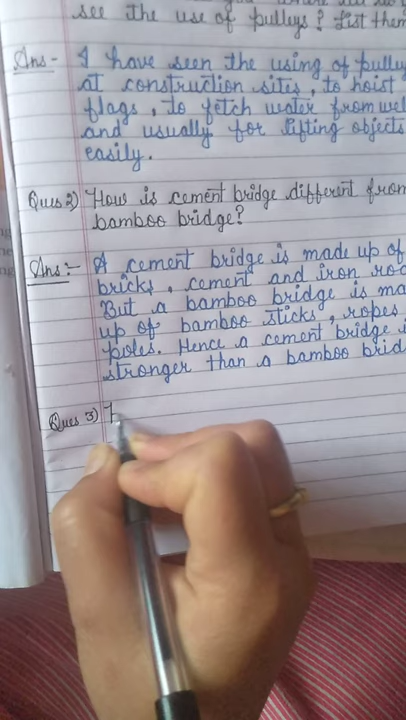 see the use of pulleys? List them
Ans- I have seen the using of pulley
at construction sites, to hoist
flags, to fetch water from wel
and usually for lifting objects
easily.
Ques 2) How is cement bridge different from
bamboo bridge?
Ans:- A cement bridge is made up of
bricks, cement and iron rod
But a bamboo bridge is ma
up of bamboo sticks, ropes
poles. Hence a cement bridge i
stronger than a bamboo brid
Ques 3)